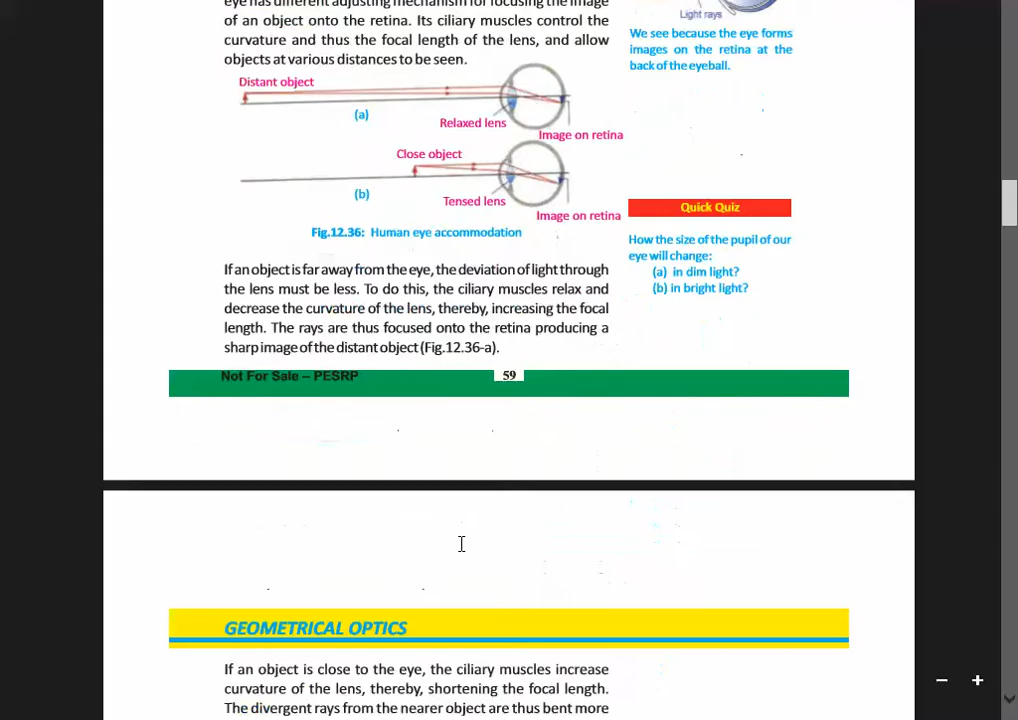 eye has different adjusting mechanism for focusing the image
of an object onto the retina. Its ciliary muscles control the
curvature and thus the focal length of the lens, and allow
objects at various distances to be seen.
Distant object
(a)
Relaxed lens
Image on retina
Close object
(b)
Tensed lens
Image on retina
Fig.12.36: Human eye accommodation
If an object is far away from the eye, the deviation of light through
the lens must be less. To do this, the ciliary muscles relax and
decrease the curvature of the lens, thereby, increasing the focal
length. The rays are thus focused onto the retina producing a
sharp image of the distant object (Fig.12.36-a).
Light rays
We see because the eye forms
images on the retina at the
back of the eyeball.
Quick Quiz
How the size of the pupil of our
eye will change:
(a) in dim light?
(b) in bright light?
Not For Sale – PESRP
59
GEOMETRICAL OPTICS
If an object is close to the eye, the ciliary muscles increase
curvature of the lens, thereby, shortening the focal length.
The divergent rays from the nearer object are thus bent more